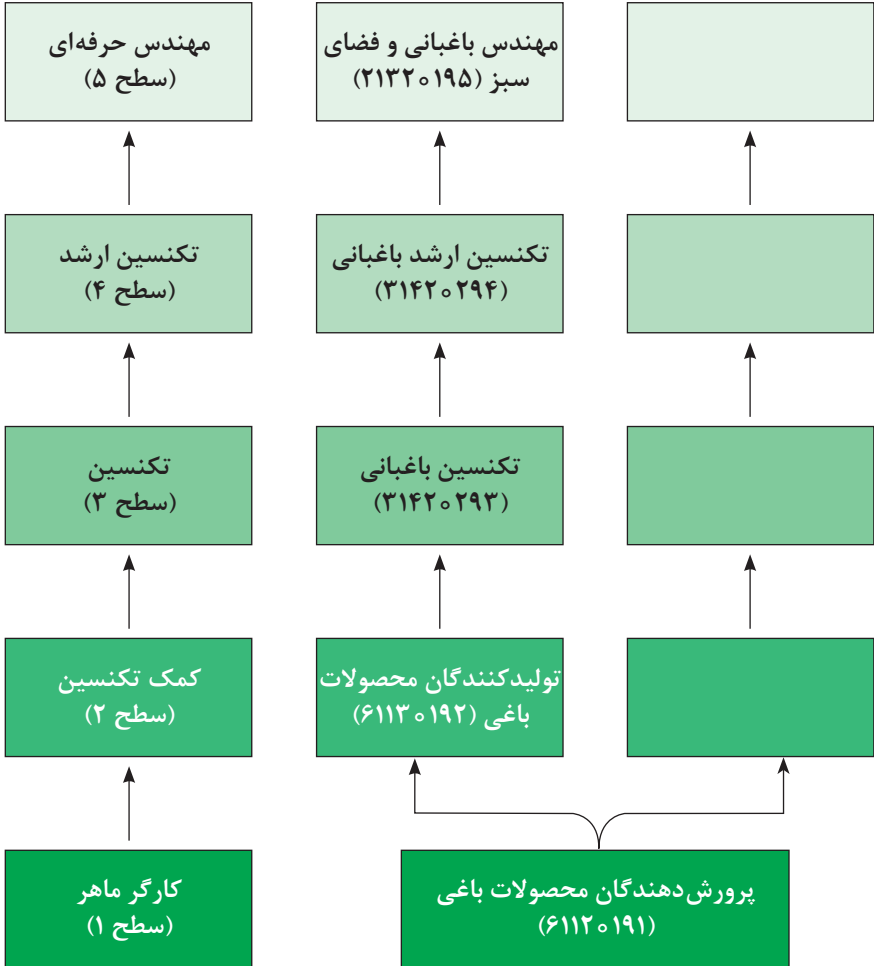 مهندس حرفه‌ای
(سطح ۵)
مهندس باغبانی و فضای
سبز (۲۱۳۲۰۱۹۵)
تکنسین ارشد
(سطح ۴)
تکنسین ارشد باغبانی
(۳۱۴۲۰۲۹۴)
تکنسین
(سطح ۳)
تکنسین باغبانی
(۳۱۴۲۰۲۹۳)
کمک تکنسین
(سطح ۲)
تولیدکنندگان محصولات
باغی (۶۱۱۳۰۱۹۲)
کارگر ماهر
(سطح ۱)
پرورش‌دهندگان محصولات باغی
(۶۱۱۲۰۱۹۱)